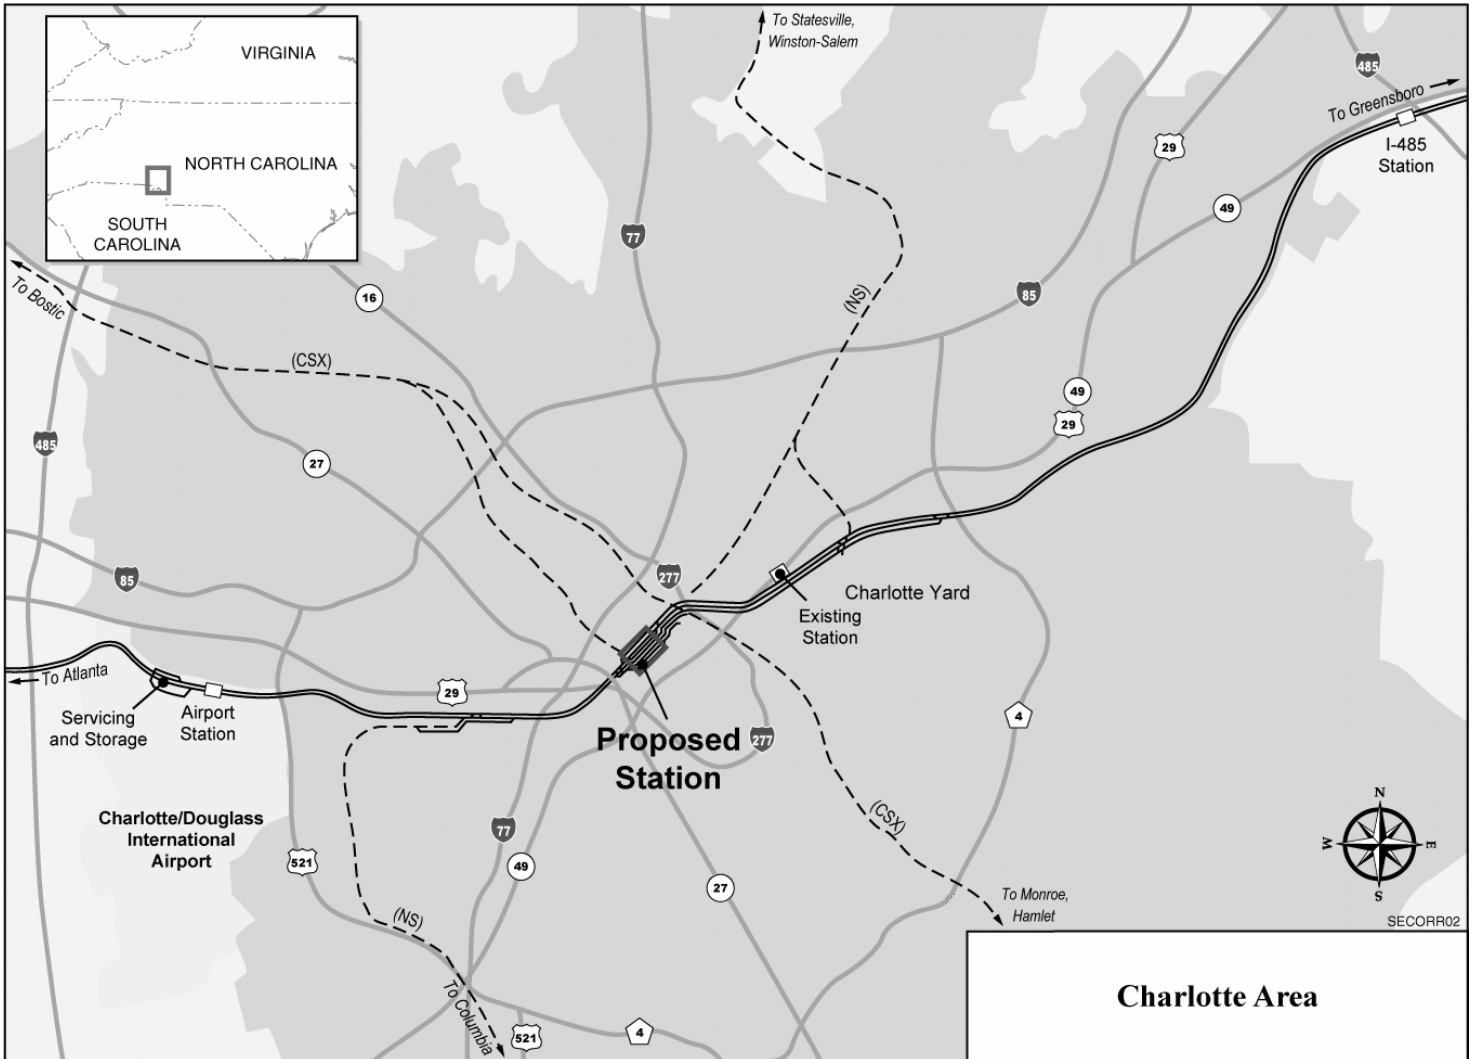 To Statesville,
Winston-Salem
VIRGINIA
NORTH CAROLINA
SOUTH
CAROLINA
485
To Greensboro
I-485
Station
29
49
77
16
85
(NS)
To Bostic
(CSX)
49
29
485
27
85
277
Charlotte Yard
Existing
Station
To Atlanta
Servicing
and Storage
Airport
Station
29
Proposed
Station
277
4
Charlotte/Douglass
International
Airport
521
77
49
27
(CSX)
N
W
E
S
To Monroe,
Hamlet
(NS)
To Columbia
521
4
SECORR02
Charlotte Area